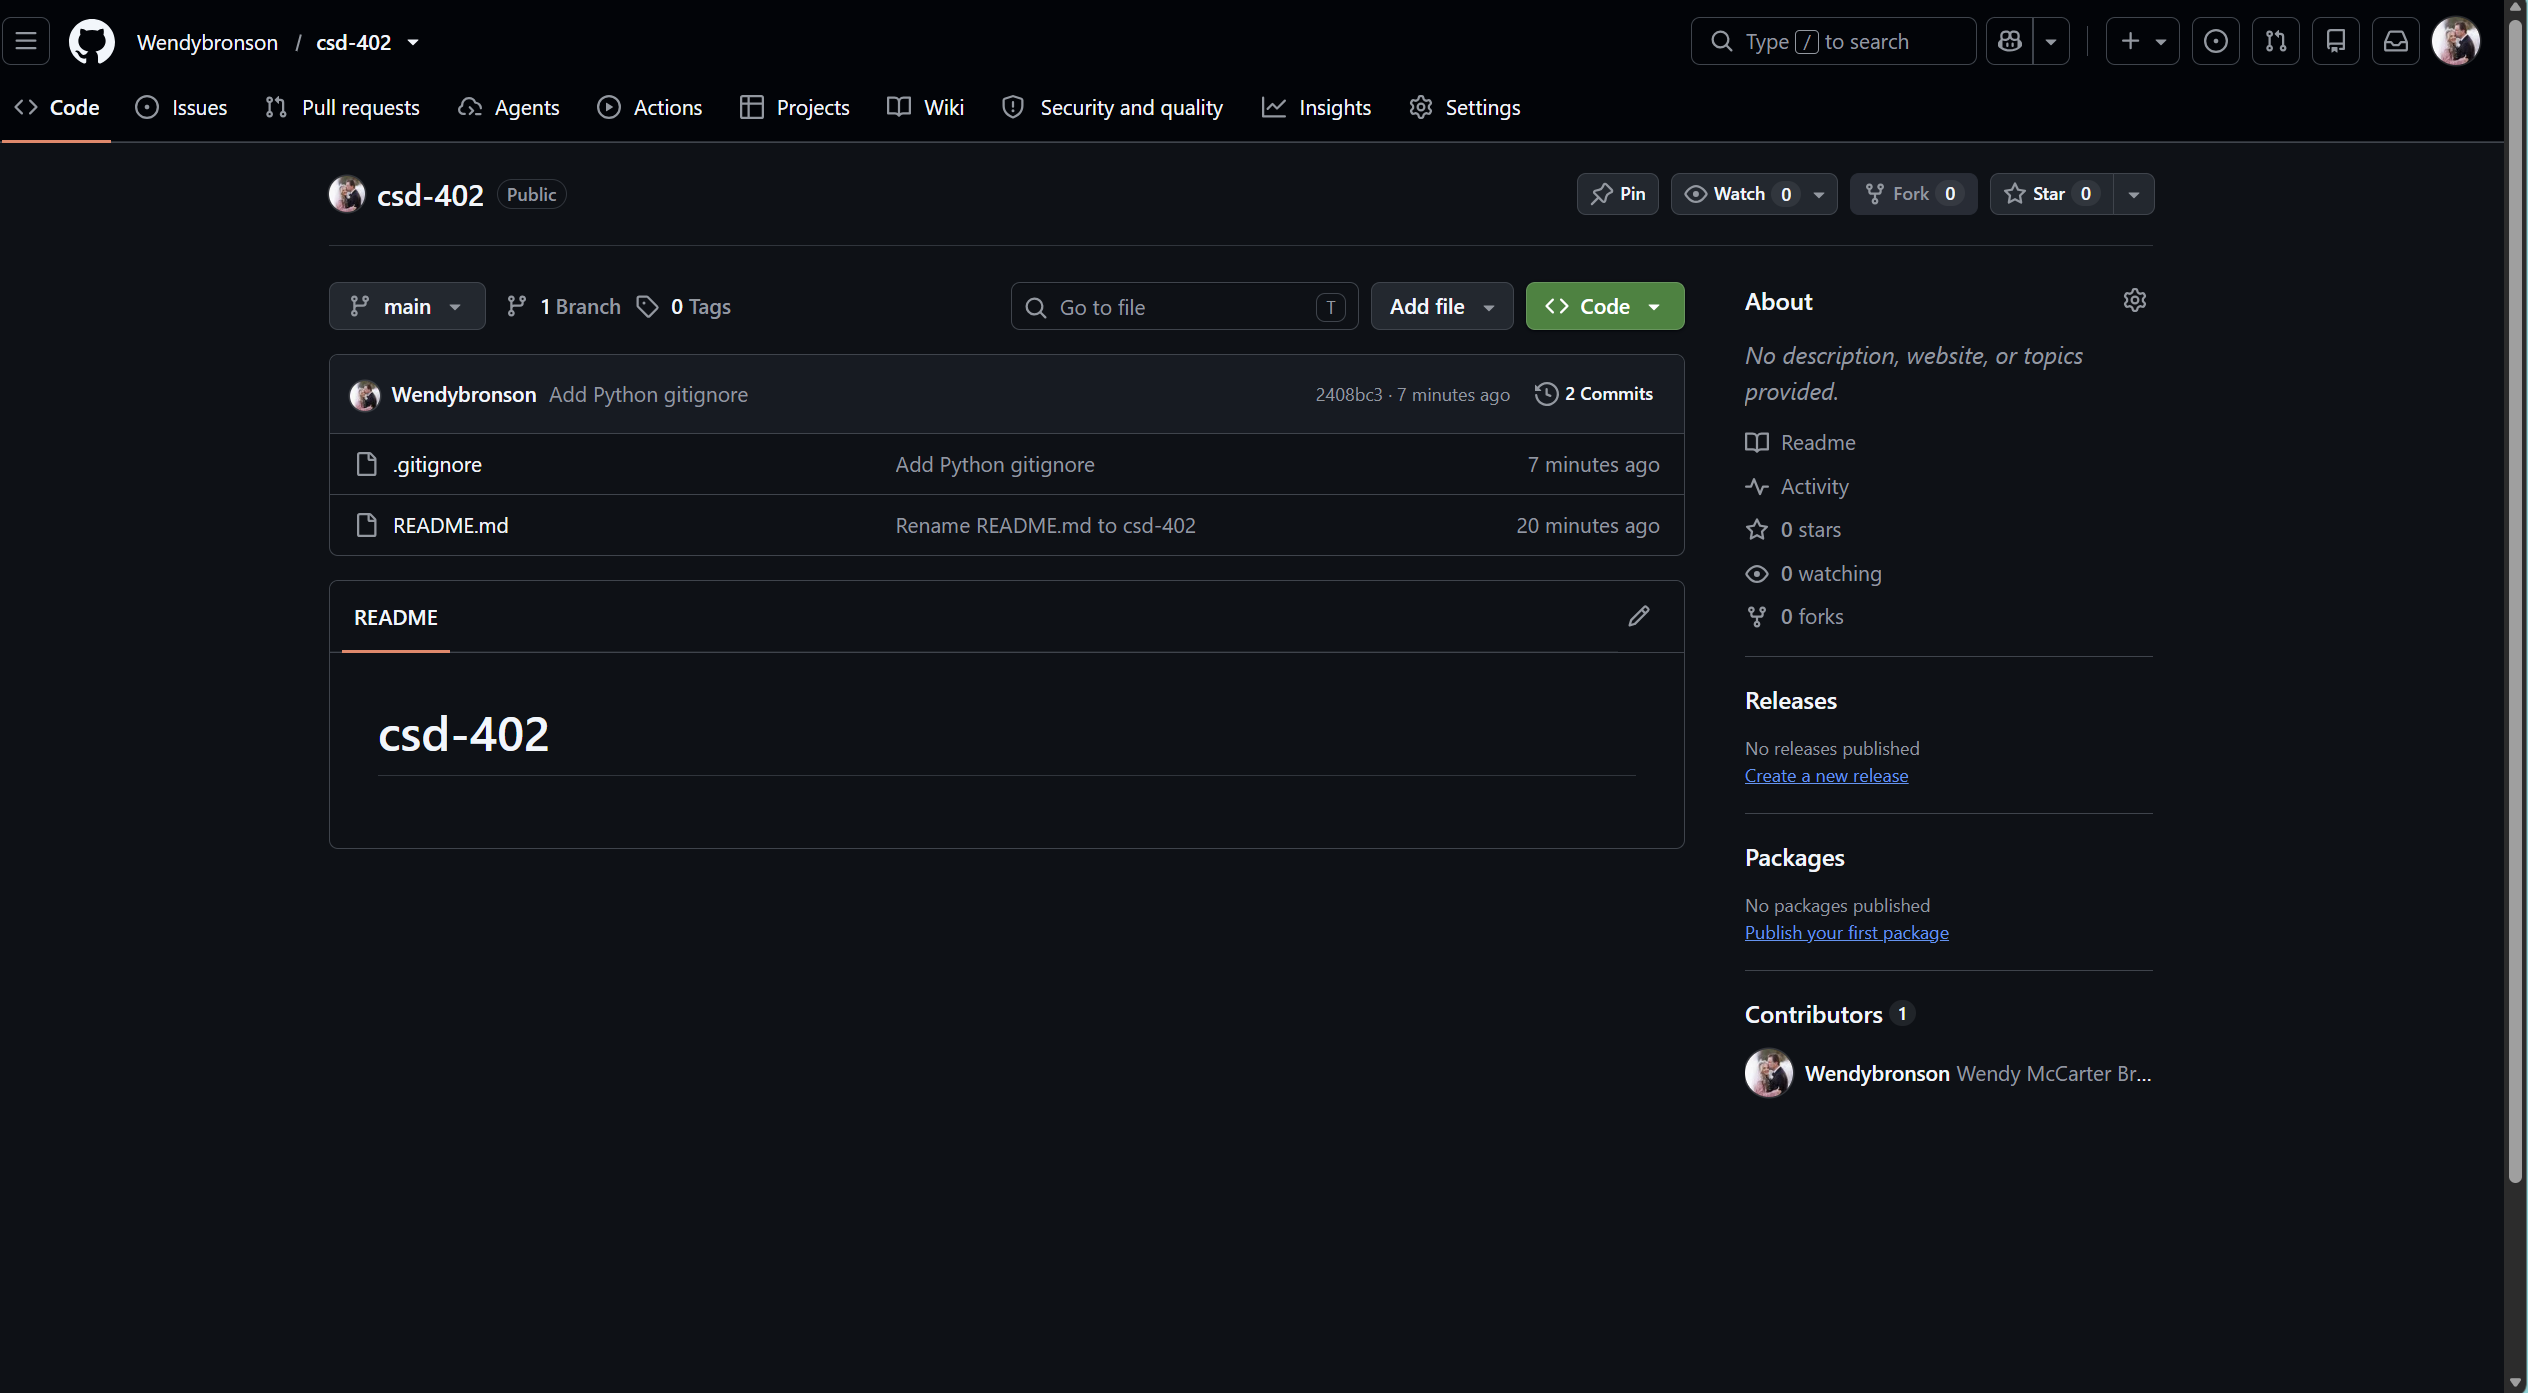 Wendybronson / csd-402
Type / to search
Code Issues Pull requests Agents Actions Projects Wiki Security and quality Insights Settings
csd-402 Public
Pin Watch 0 Fork 0 Star 0
main 1 Branch 0 Tags Go to file T Add file Code
Wendybronson Add Python gitignore 2408bc3 · 7 minutes ago 2 Commits
.gitignore Add Python gitignore 7 minutes ago
README.md Rename README.md to csd-402 20 minutes ago
README
csd-402
About
No description, website, or topics
provided.
Readme
Activity
0 stars
0 watching
0 forks
Releases
No releases published
Create a new release
Packages
No packages published
Publish your first package
Contributors 1
Wendybronson Wendy McCarter Br...